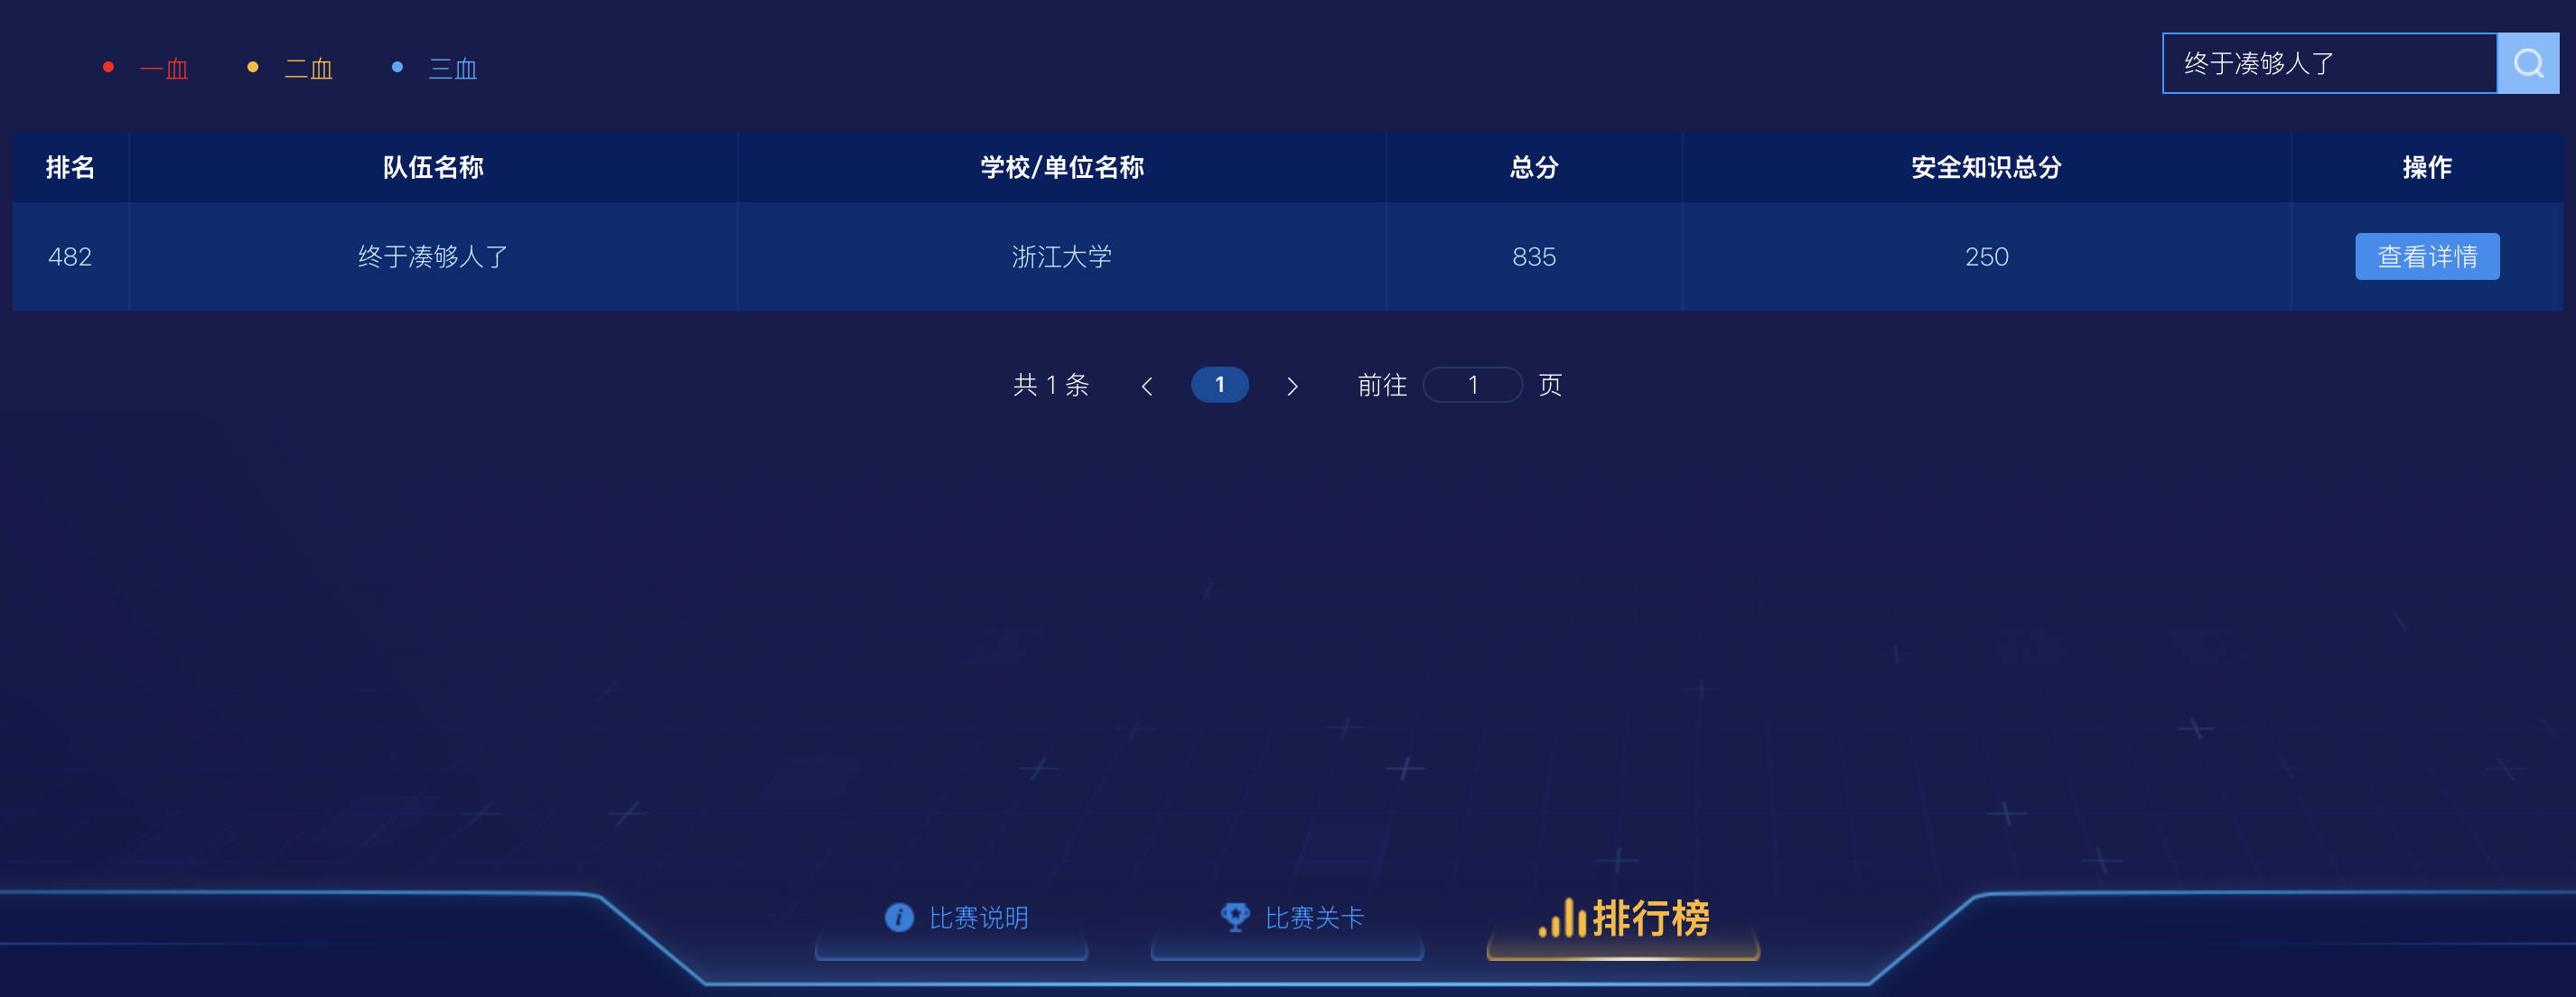 一血 二血 三血 终于凑够人了
排名 队伍名称 学校/单位名称 总分 安全知识总分 操作
482 终于凑够人了 浙江大学 835 250 查看详情
共 1 条 1 前往 1 页
比赛说明 比赛关卡 排行榜